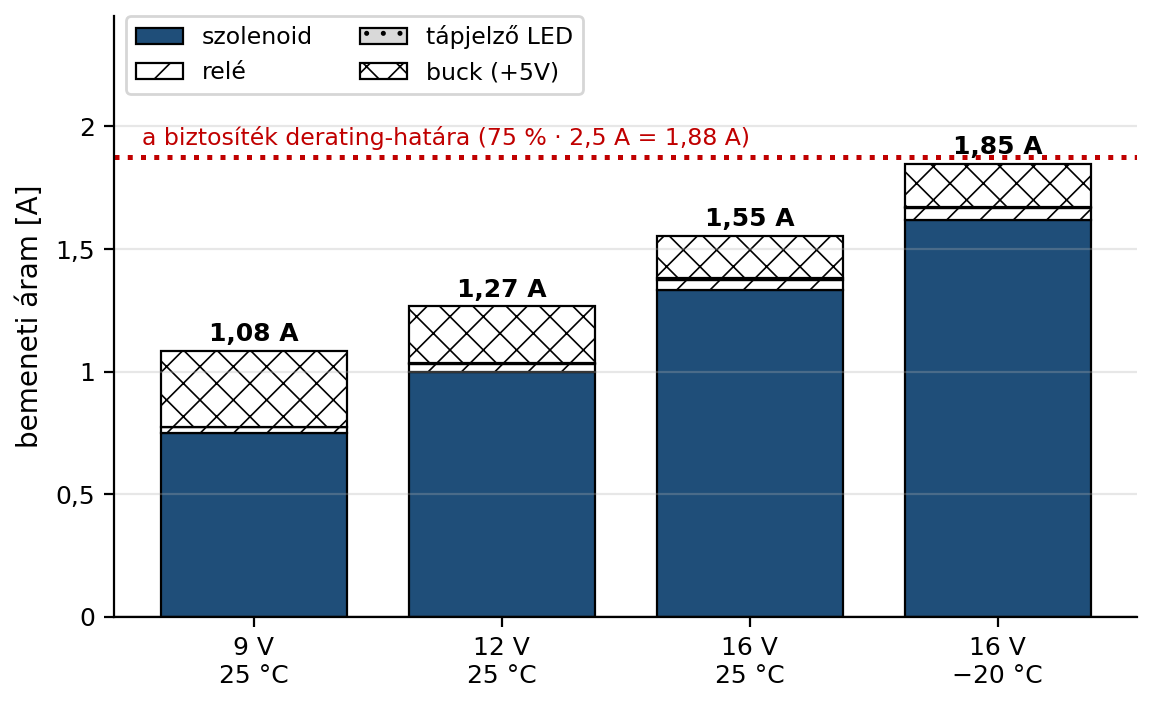 szolenoid
relé
tápjelző LED
buck (+5V)
a biztosíték derating-határa (75 % · 2,5 A = 1,88 A)
bemeneti áram [A]
2
1,5
1
0,5
0
1,08 A
1,27 A
1,55 A
1,85 A
9 V
25 °C
12 V
25 °C
16 V
25 °C
16 V
−20 °C